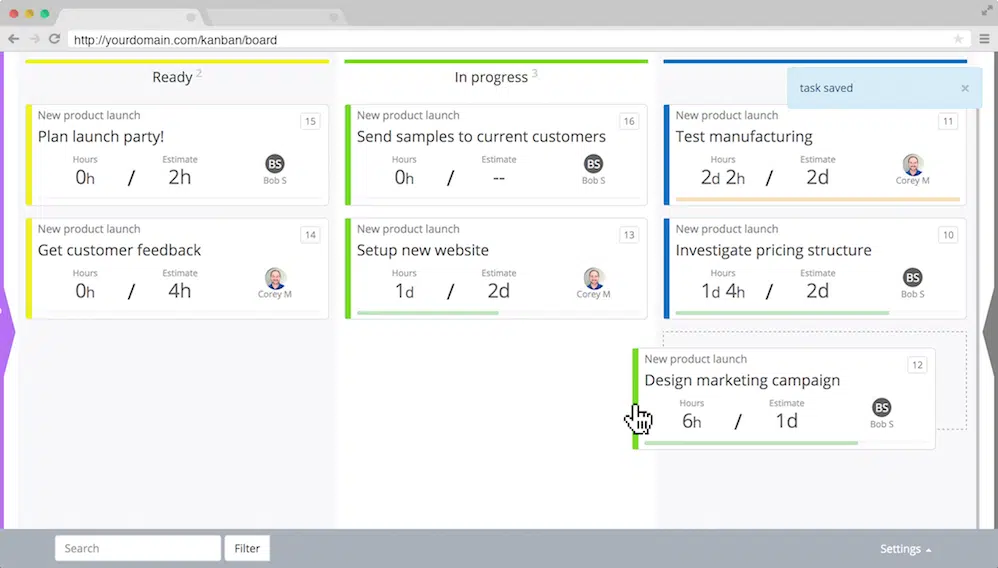 http://yourdomain.com/kanban/board
Ready 2
In progress 3
task saved ×
New product launch
15
Plan launch party!
Hours
Estimate
0h / 2h
BS
Bob S
New product launch
14
Get customer feedback
Hours
Estimate
0h / 4h
Corey M
New product launch
16
Send samples to current customers
Hours
Estimate
0h / --
BS
Bob S
New product launch
13
Setup new website
Hours
Estimate
1d / 2d
Corey M
New product launch
11
Test manufacturing
Hours
Estimate
2d 2h / 2d
Corey M
New product launch
10
Investigate pricing structure
Hours
Estimate
1d 4h / 2d
BS
Bob S
New product launch
12
Design marketing campaign
Hours
Estimate
6h / 1d
BS
Bob S
Search
Filter
Settings